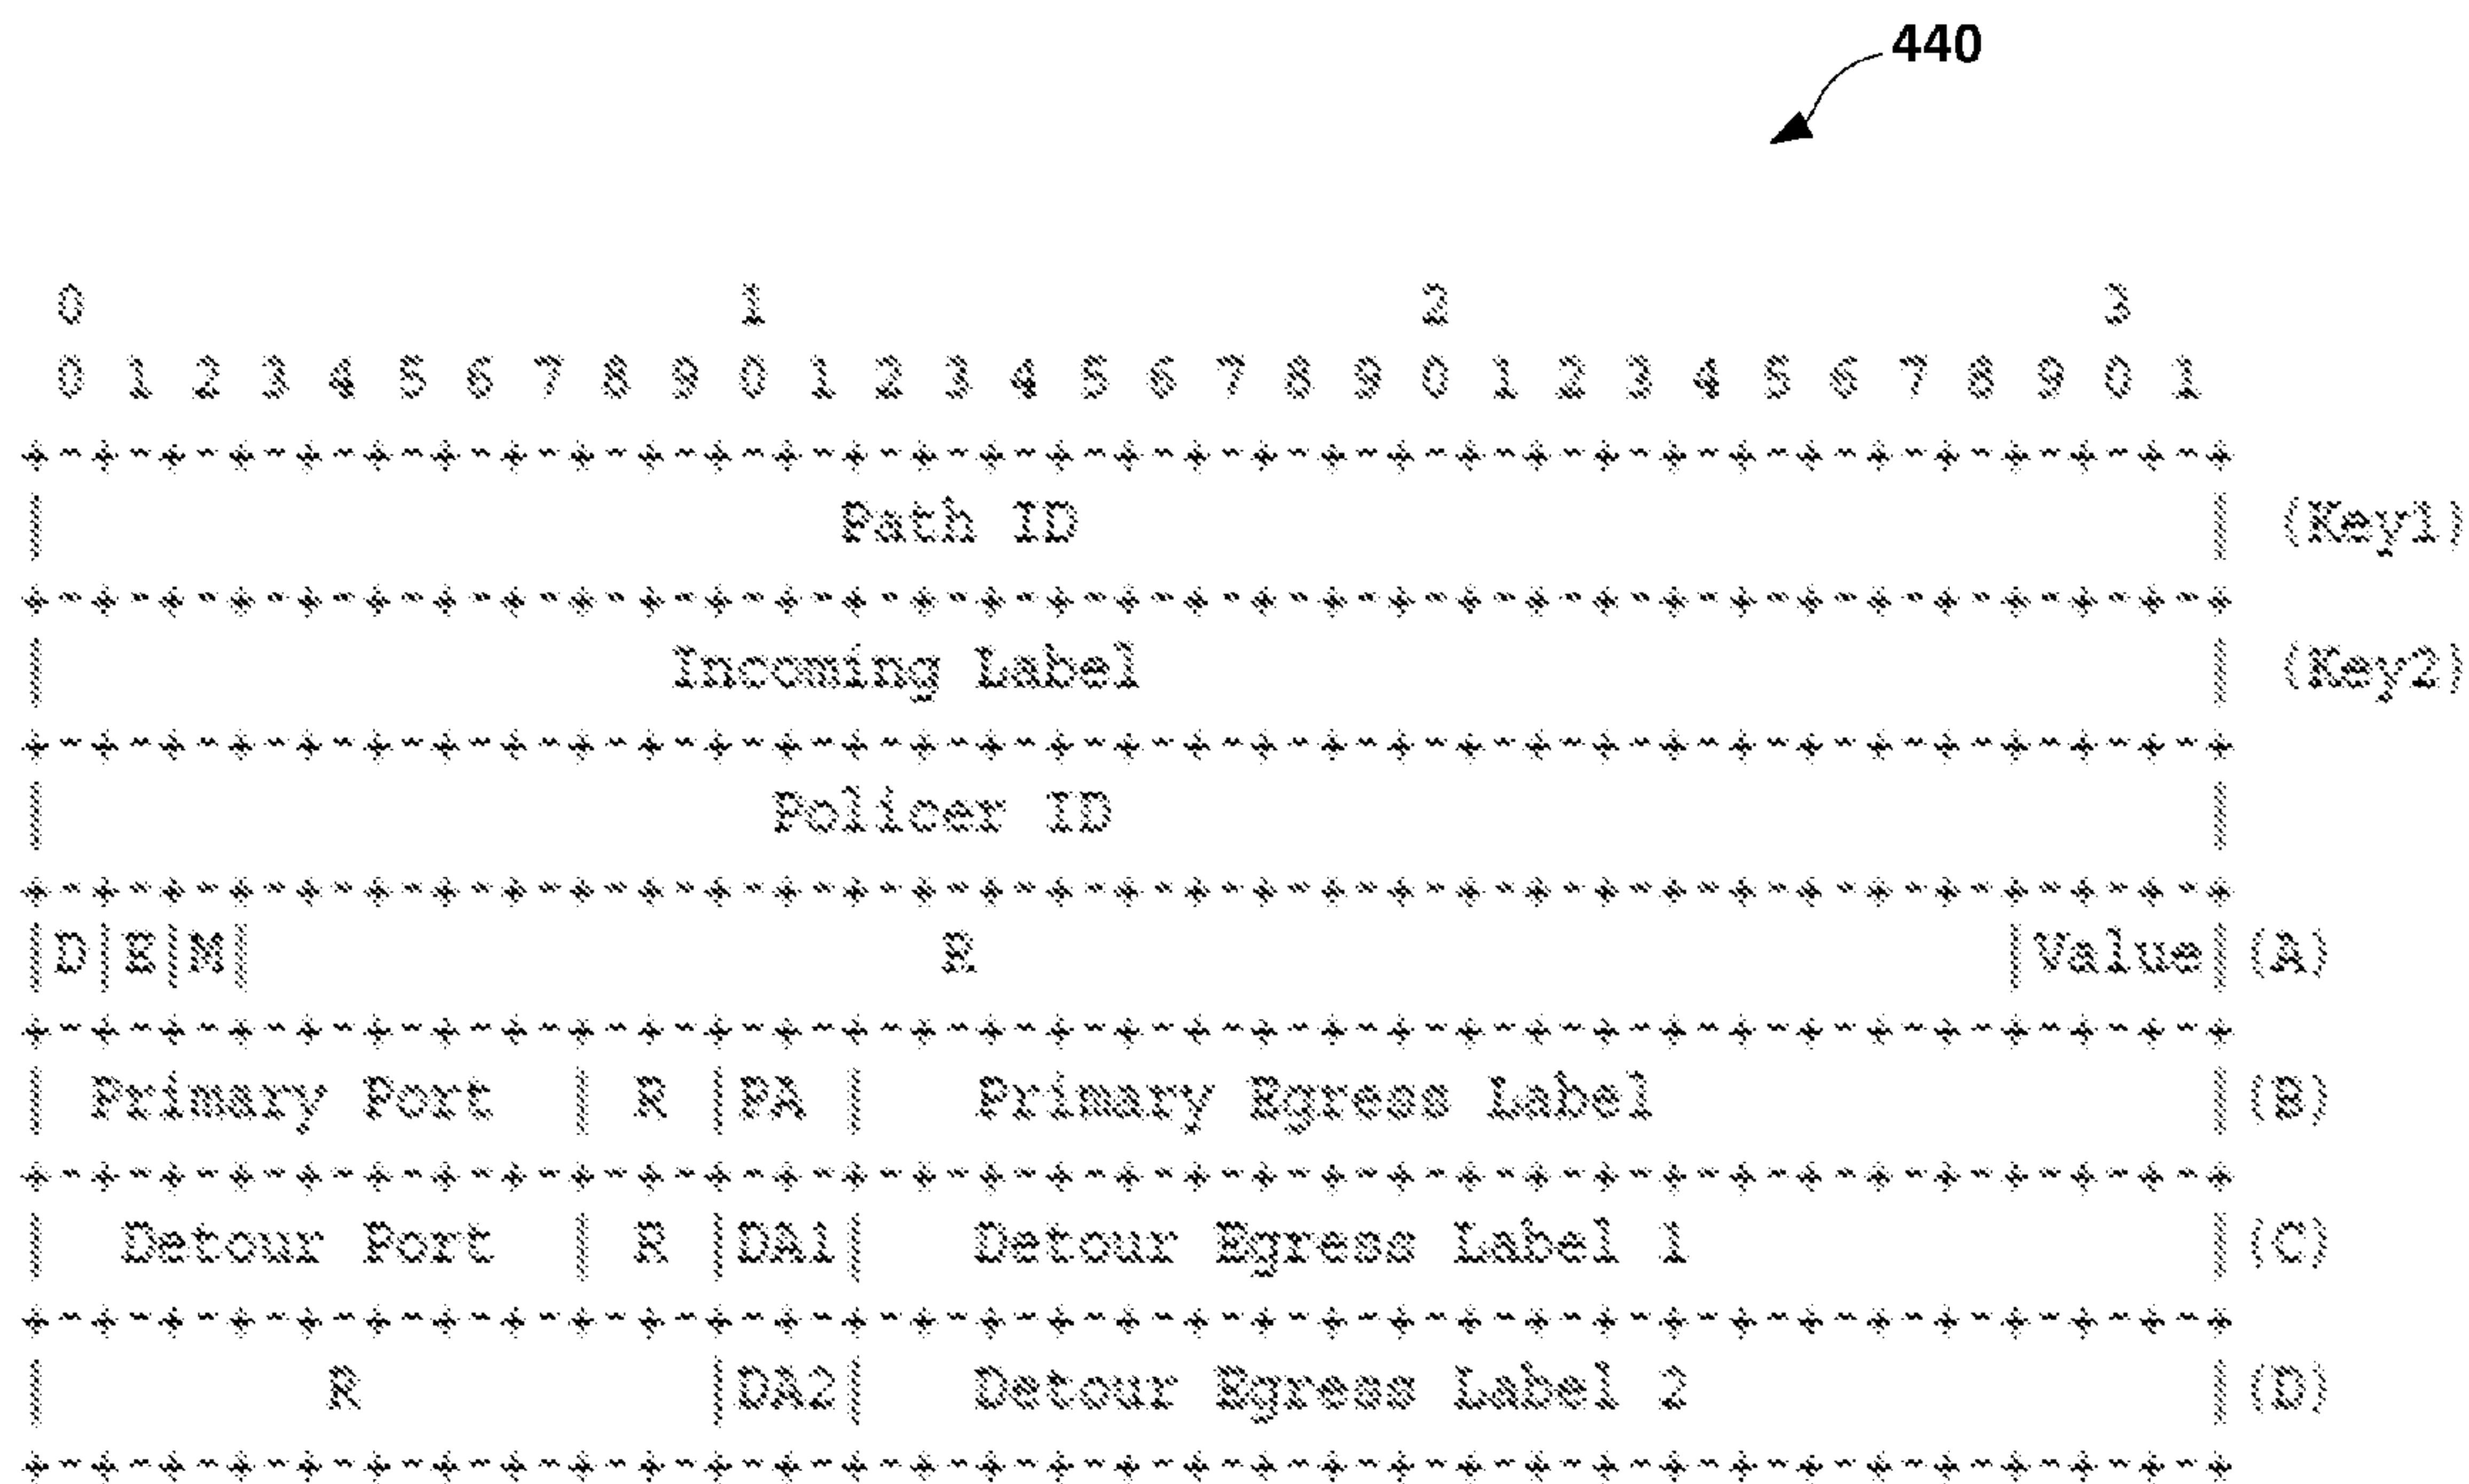 440
0 1 2 3
0 1 2 3 4 5 6 7 8 9 0 1 2 3 4 5 6 7 8 9 0 1 2 3 4 5 6 7 8 9 0 1
+-+-+-+-+-+-+-+-+-+-+-+-+-+-+-+-+-+-+-+-+-+-+-+-+-+-+-+-+-+-+-+-+
| Path ID | (Key1)
+-+-+-+-+-+-+-+-+-+-+-+-+-+-+-+-+-+-+-+-+-+-+-+-+-+-+-+-+-+-+-+-+
| Incoming Label | (Key2)
+-+-+-+-+-+-+-+-+-+-+-+-+-+-+-+-+-+-+-+-+-+-+-+-+-+-+-+-+-+-+-+-+
| Policer ID |
+-+-+-+-+-+-+-+-+-+-+-+-+-+-+-+-+-+-+-+-+-+-+-+-+-+-+-+-+-+-+-+-+
|D|E|M| R |Value| (A)
+-+-+-+-+-+-+-+-+-+-+-+-+-+-+-+-+-+-+-+-+-+-+-+-+-+-+-+-+-+-+-+-+
| Primary Port | R |PA | Primary Egress Label | (B)
+-+-+-+-+-+-+-+-+-+-+-+-+-+-+-+-+-+-+-+-+-+-+-+-+-+-+-+-+-+-+-+-+
| Detour Port | R |DA1| Detour Egress Label 1 | (C)
+-+-+-+-+-+-+-+-+-+-+-+-+-+-+-+-+-+-+-+-+-+-+-+-+-+-+-+-+-+-+-+-+
| R |DA2| Detour Egress Label 2 | (D)
+-+-+-+-+-+-+-+-+-+-+-+-+-+-+-+-+-+-+-+-+-+-+-+-+-+-+-+-+-+-+-+-+